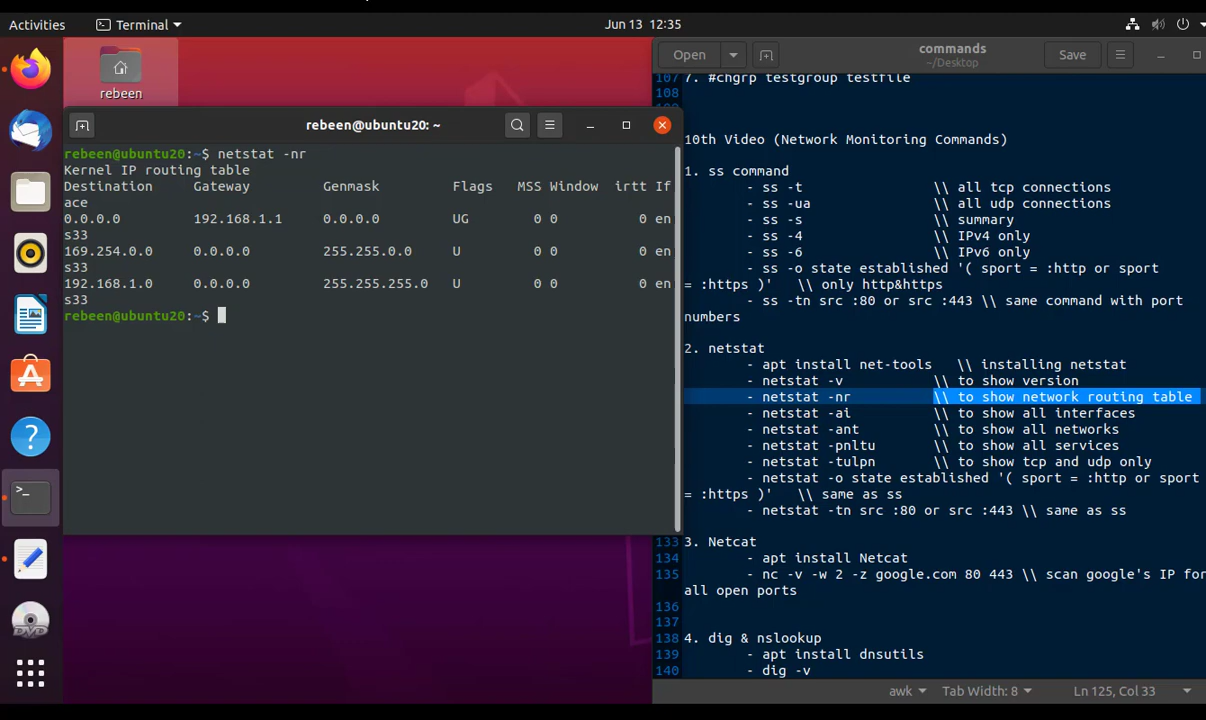 Activities
Terminal
Jun 13 12:35
rebeen
Open
commands
~/Desktop
Save
rebeen@ubuntu20: ~
rebeen@ubuntu20:~$ netstat -nr
Kernel IP routing table
Destination Gateway Genmask Flags MSS Window irtt If
ace
0.0.0.0 192.168.1.1 0.0.0.0 UG 0 0 0 en
s33
169.254.0.0 0.0.0.0 255.255.0.0 U 0 0 0 en
s33
192.168.1.0 0.0.0.0 255.255.255.0 U 0 0 0 en
s33
rebeen@ubuntu20:~$
107 7. #chgrp testgroup testfile
108
10th Video (Network Monitoring Commands)
1. ss command
- ss -t \\ all tcp connections
- ss -ua \\ all udp connections
- ss -s \\ summary
- ss -4 \\ IPv4 only
- ss -6 \\ IPv6 only
- ss -o state established '( sport = :http or sport
= :https )' \\ only http&https
- ss -tn src :80 or src :443 \\ same command with port
numbers
2. netstat
- apt install net-tools \\ installing netstat
- netstat -v \\ to show version
- netstat -nr \\ to show network routing table
- netstat -ai \\ to show all interfaces
- netstat -ant \\ to show all networks
- netstat -pnltu \\ to show all services
- netstat -tulpn \\ to show tcp and udp only
- netstat -o state established '( sport = :http or sport
= :https )' \\ same as ss
- netstat -tn src :80 or src :443 \\ same as ss
133 3. Netcat
134 - apt install Netcat
135 - nc -v -w 2 -z google.com 80 443 \\ scan google's IP for
all open ports
136
137
138 4. dig & nslookup
139 - apt install dnsutils
140 - dig -v
awk
Tab Width: 8
Ln 125, Col 33